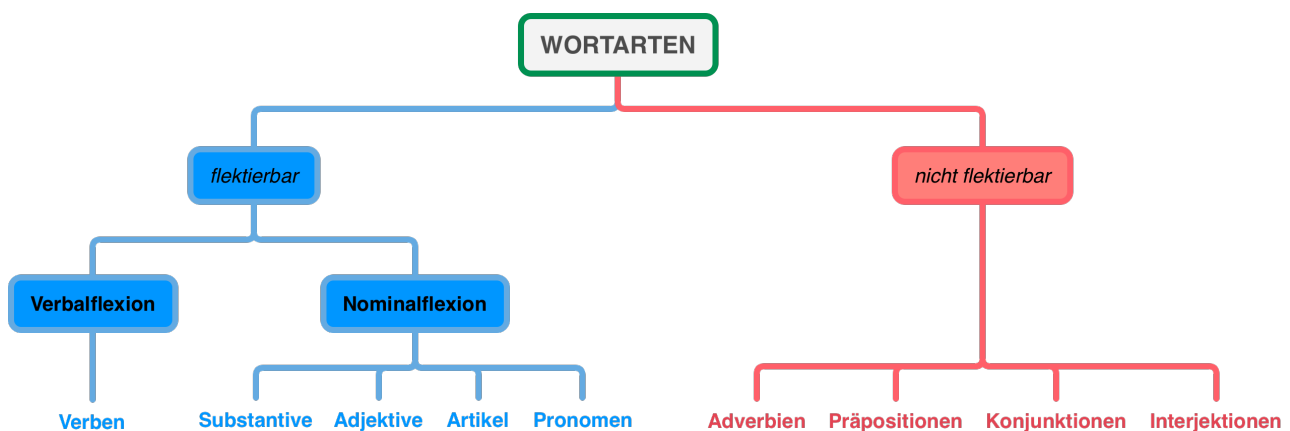 WORTARTEN
flektierbar
nicht flektierbar
Verbalflexion
Nominalflexion
Verben
Substantive
Adjektive
Artikel
Pronomen
Adverbien
Präpositionen
Konjunktionen
Interjektionen